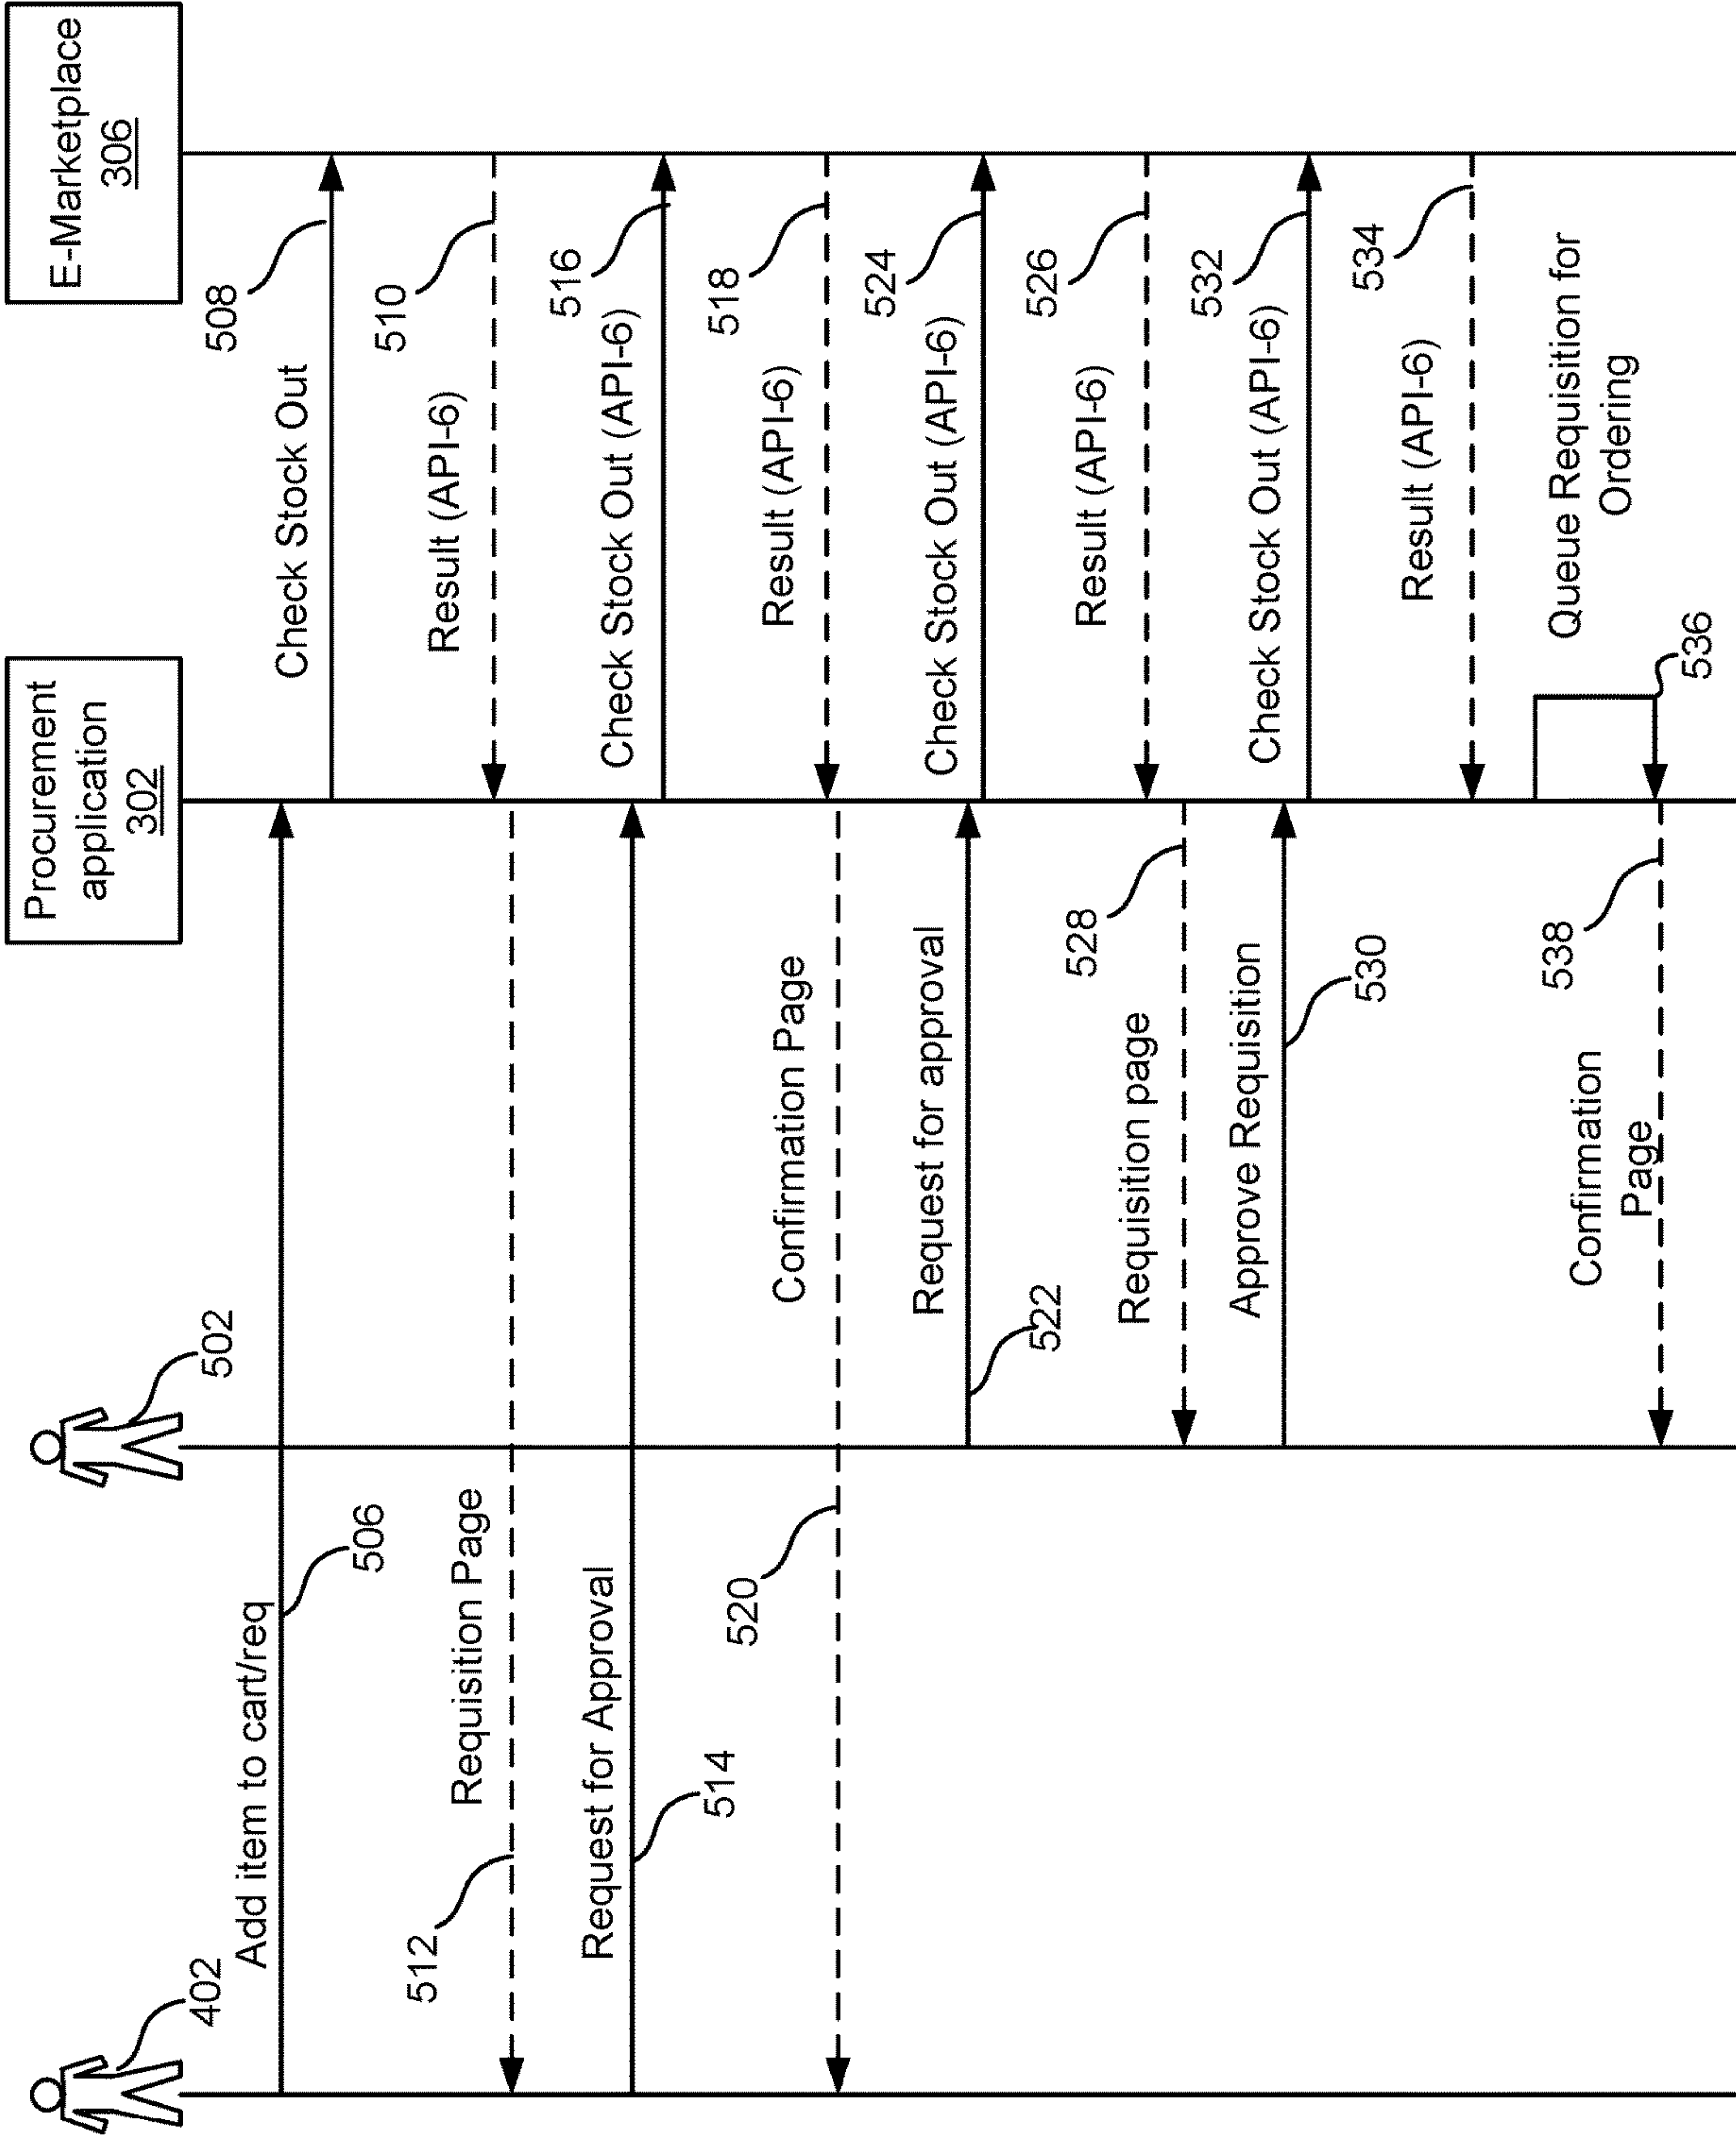 402
502
Procurement
application
302
E-Marketplace
306
Add item to cart/req
506
Check Stock Out
508
Result (API-6)
510
Requisition Page
512
Request for Approval
514
Check Stock Out (API-6)
516
Result (API-6)
518
Confirmation Page
520
Request for approval
522
Check Stock Out (API-6)
524
Result (API-6)
526
Requisition page
528
Approve Requisition
530
Check Stock Out (API-6)
532
Result (API-6)
534
Queue Requisition for
Ordering
536
Confirmation
Page
538